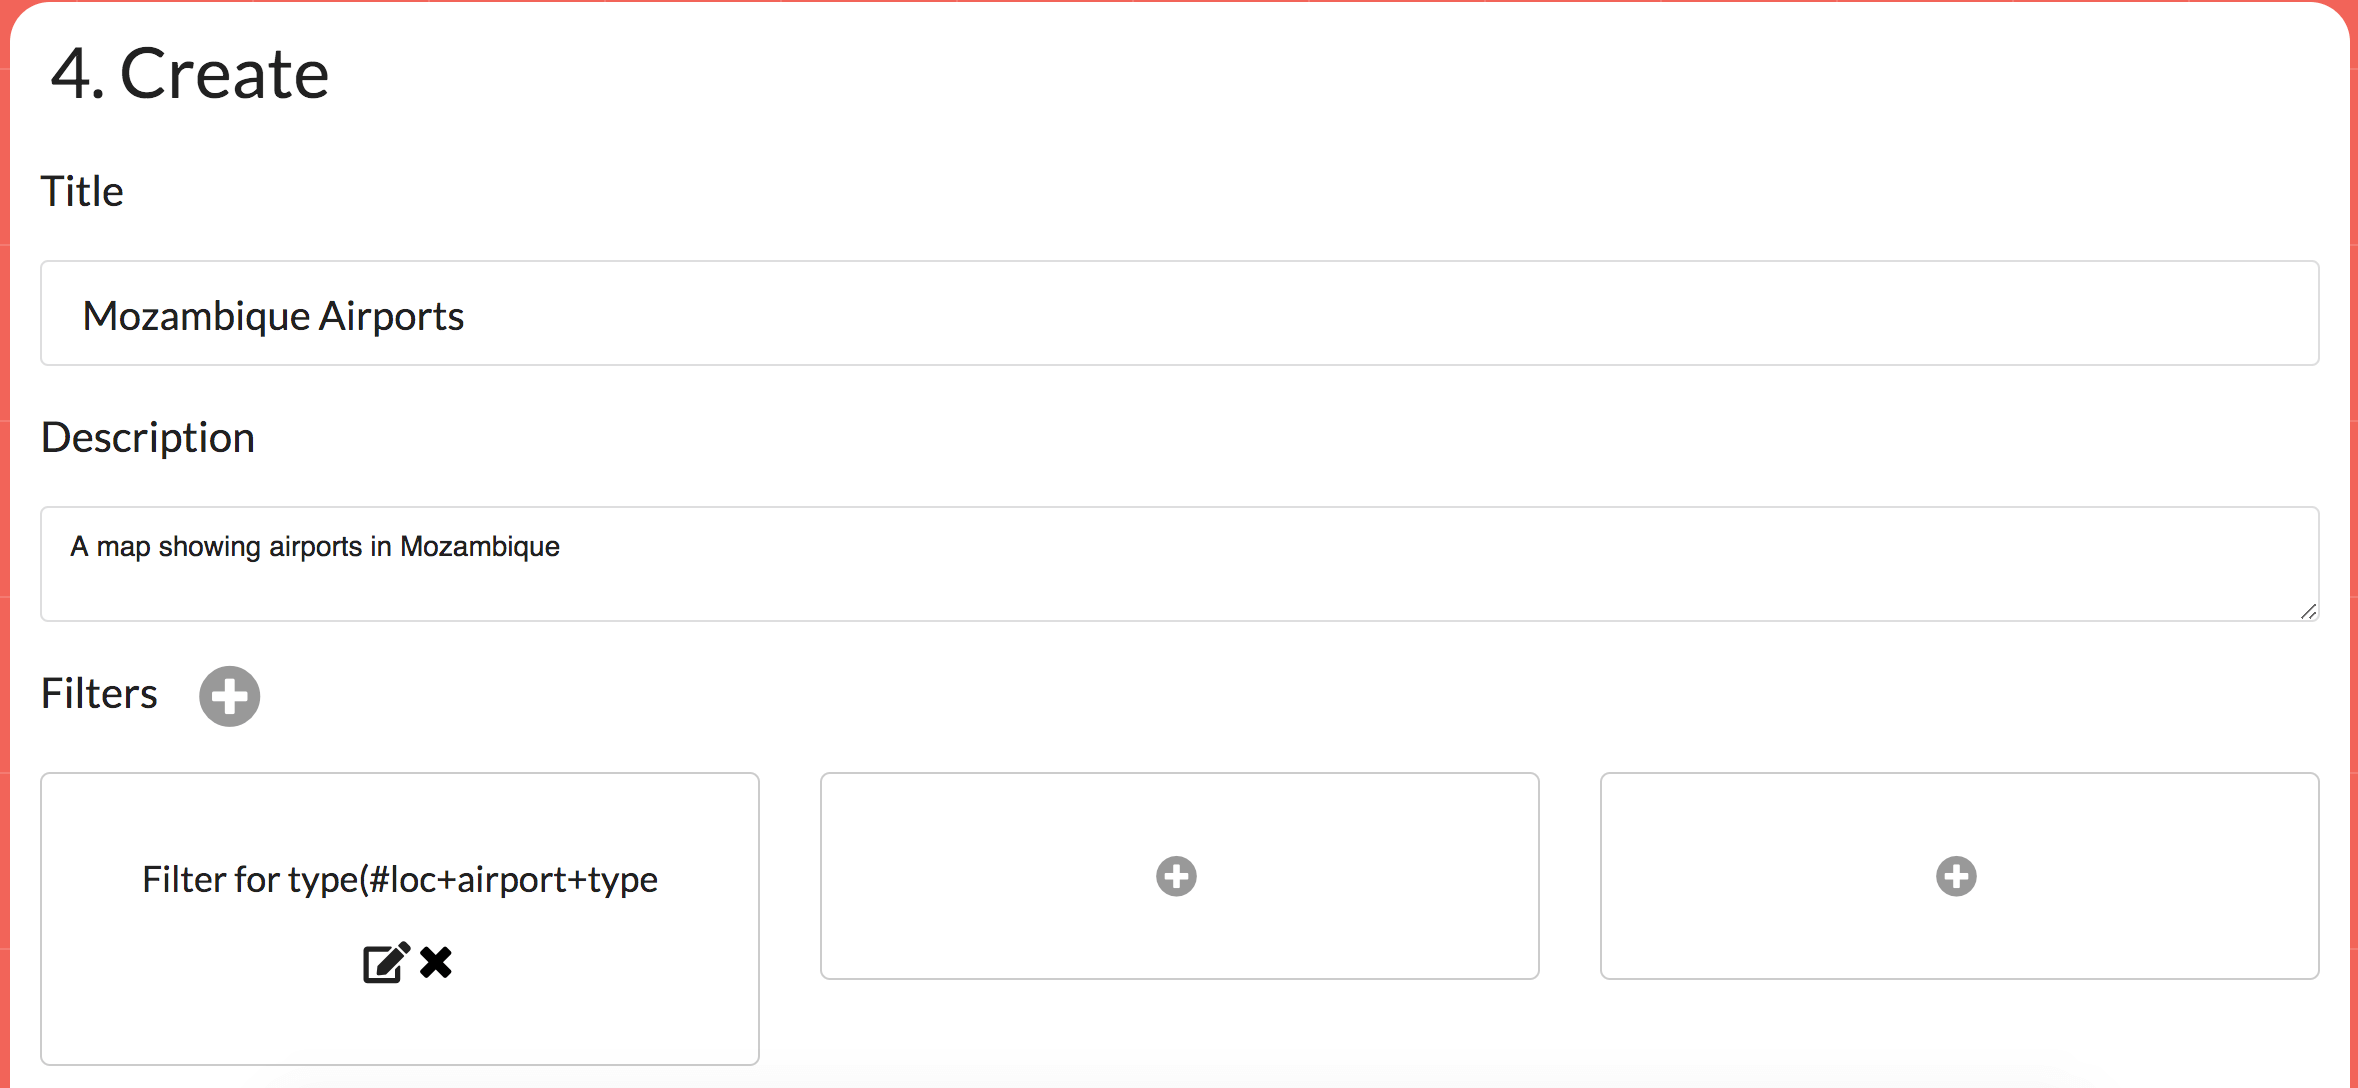 4. Create
Title
Mozambique Airports
Description
A map showing airports in Mozambique
Filters
Filter for type(#loc+airport+type